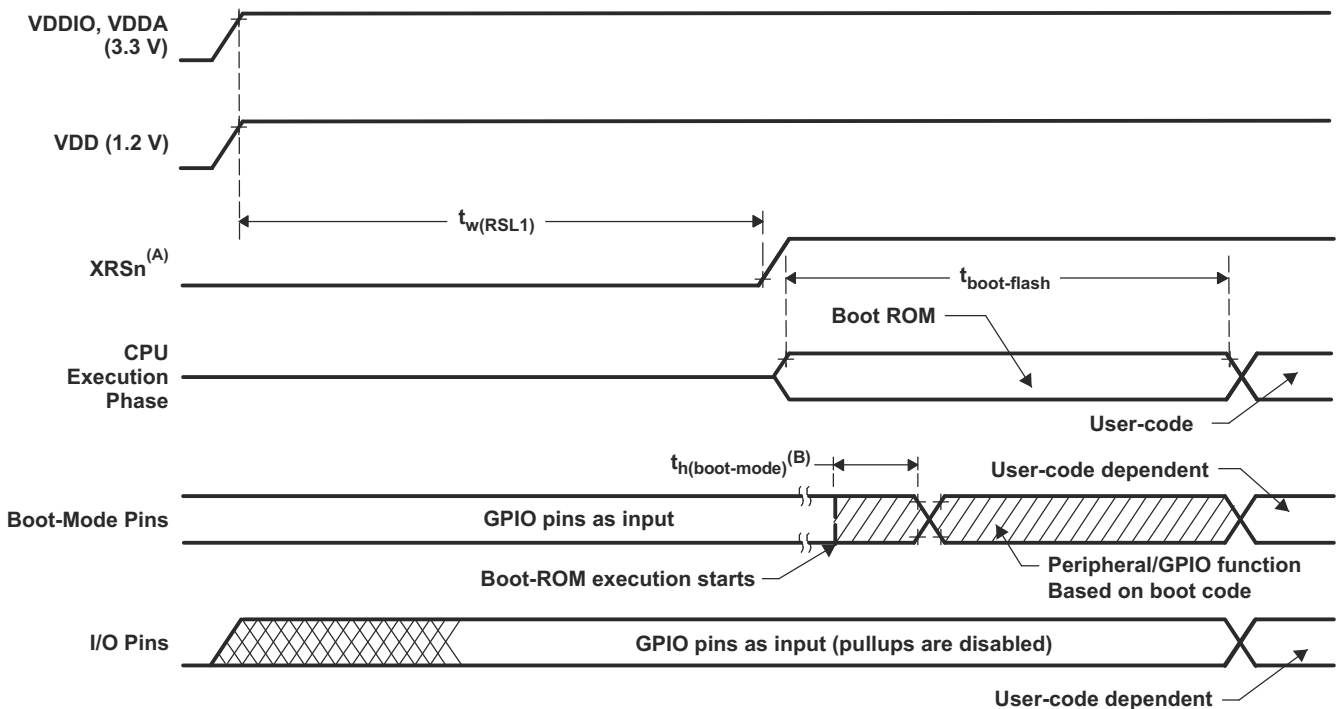 VDDIO, VDDA
(3.3 V)
VDD (1.2 V)
tw(RSL1)
XRSn(A)
tboot-flash
Boot ROM
CPU
Execution
Phase
User-code
th(boot-mode)(B)
User-code dependent
Boot-Mode Pins
GPIO pins as input
Boot-ROM execution starts
Peripheral/GPIO function
Based on boot code
I/O Pins
GPIO pins as input (pullups are disabled)
User-code dependent